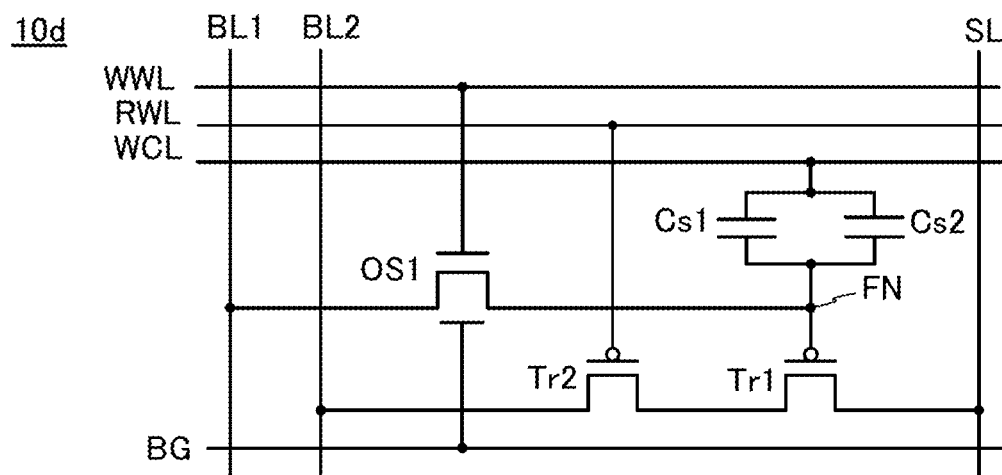 10d
BL1 BL2 SL
WWL
RWL
WCL
Cs1 Cs2
OS1
FN
Tr2 Tr1
BG